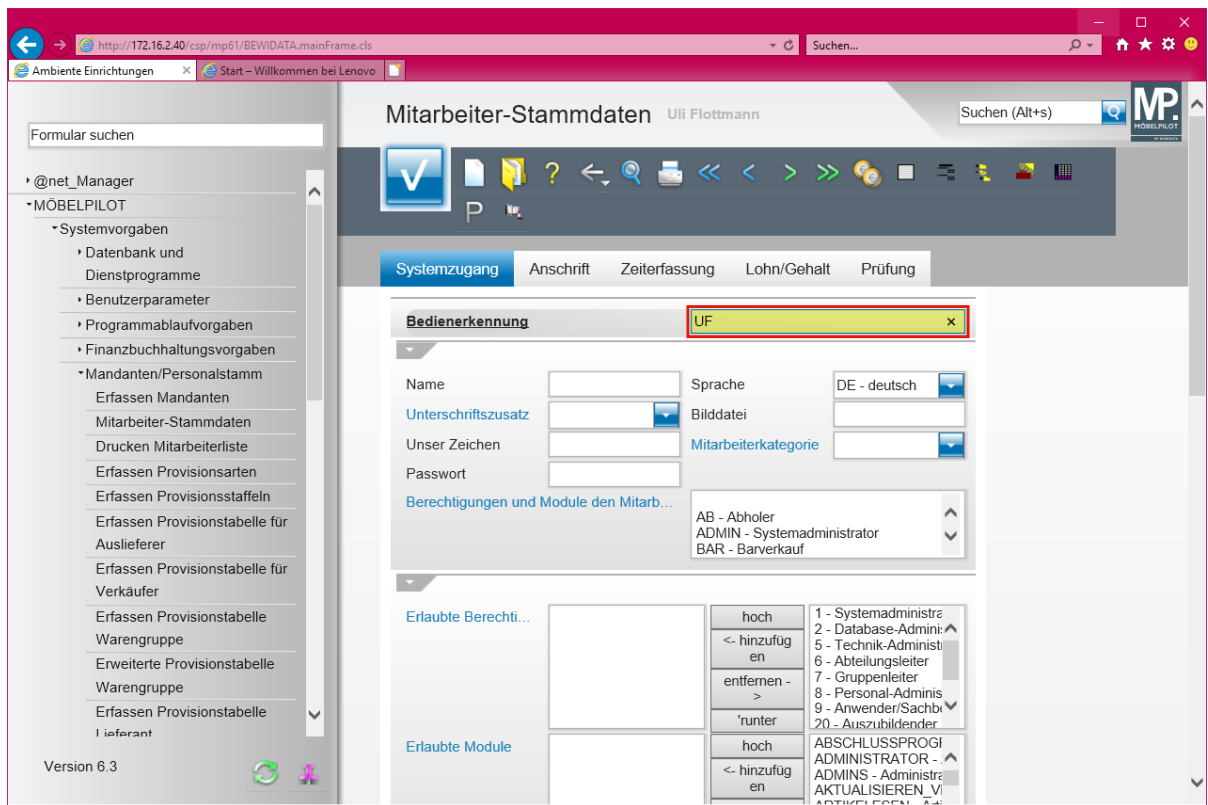 http://172.16.2.40/csp/mp61/BEWIDATA.mainFrame.cls
Suchen...
Ambiente Einrichtungen
Start – Willkommen bei Lenovo
Formular suchen
@net_Manager
MÖBELPILOT
Systemvorgaben
Datenbank und
Dienstprogramme
Benutzerparameter
Programmablaufvorgaben
Finanzbuchhaltungsvorgaben
Mandanten/Personalstamm
Erfassen Mandanten
Mitarbeiter-Stammdaten
Drucken Mitarbeiterliste
Erfassen Provisionsarten
Erfassen Provisionsstaffeln
Erfassen Provisionstabelle für
Auslieferer
Erfassen Provisionstabelle für
Verkäufer
Erfassen Provisionstabelle
Warengruppe
Erweiterte Provisionstabelle
Warengruppe
Erfassen Provisionstabelle
Lieferant
Version 6.3
Mitarbeiter-Stammdaten Uli Flottmann
Suchen (Alt+s)
MP.
MÖBELPILOT
P
Systemzugang Anschrift Zeiterfassung Lohn/Gehalt Prüfung
Bedienerkennung UF
Name Sprache DE - deutsch
Unterschriftszusatz Bilddatei
Unser Zeichen Mitarbeiterkategorie
Passwort
Berechtigungen und Module den Mitarb...
AB - Abholer
ADMIN - Systemadministrator
BAR - Barverkauf
Erlaubte Berechti...
hoch
<- hinzufüg
en
entfernen -
>
'runter
1 - Systemadministra
2 - Database-Adminis
5 - Technik-Administr
6 - Abteilungsleiter
7 - Gruppenleiter
8 - Personal-Adminis
9 - Anwender/Sachbe
20 - Auszubildender
Erlaubte Module
hoch
<- hinzufüg
en
ABSCHLUSSPROGR
ADMINISTRATOR -
ADMINS - Administra
AKTUALISIEREN_V